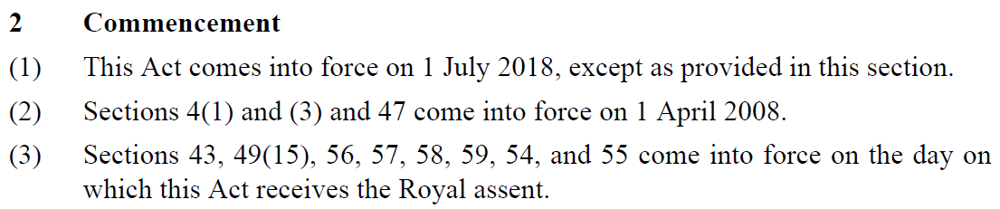 2 Commencement
(1) This Act comes into force on 1 July 2018, except as provided in this section.
(2) Sections 4(1) and (3) and 47 come into force on 1 April 2008.
(3) Sections 43, 49(15), 56, 57, 58, 59, 54, and 55 come into force on the day on
which this Act receives the Royal assent.